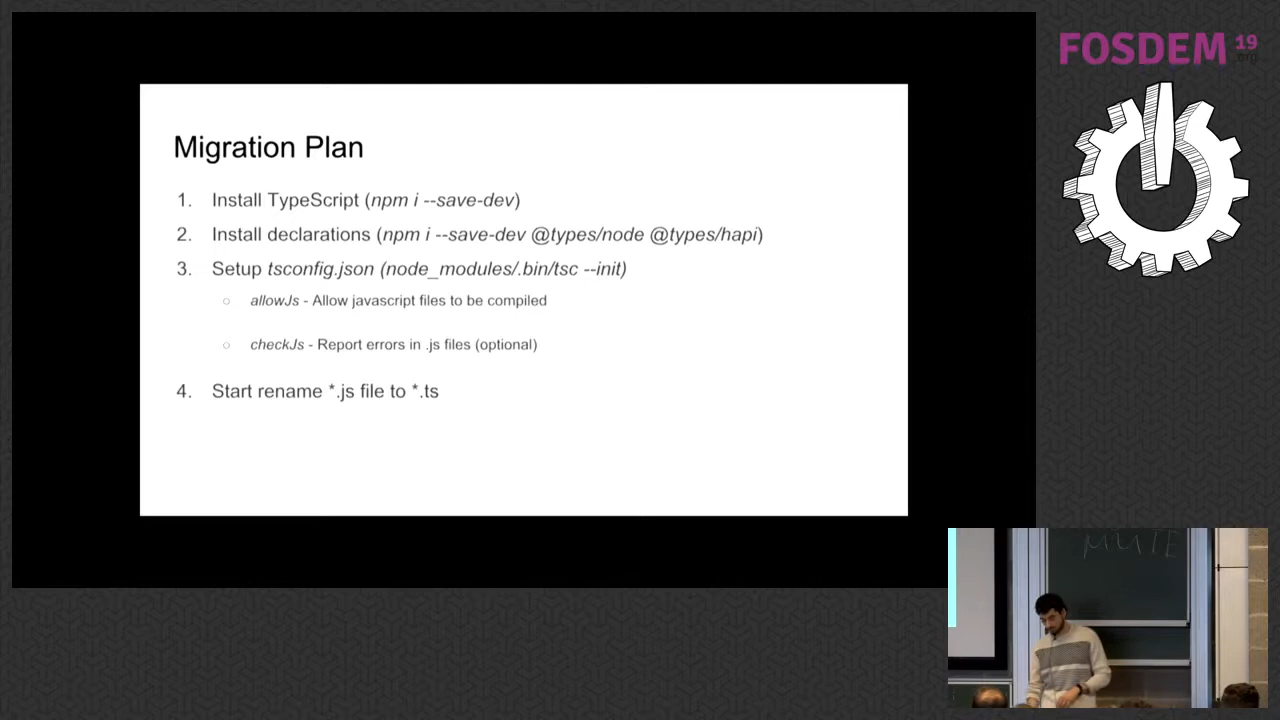 FOSDEM 19
.org
Migration Plan
1. Install TypeScript (npm i --save-dev)
2. Install declarations (npm i --save-dev @types/node @types/hapi)
3. Setup tsconfig.json (node_modules/.bin/tsc --init)
○ allowJs - Allow javascript files to be compiled
○ checkJs - Report errors in .js files (optional)
4. Start rename *.js file to *.ts
MUTE